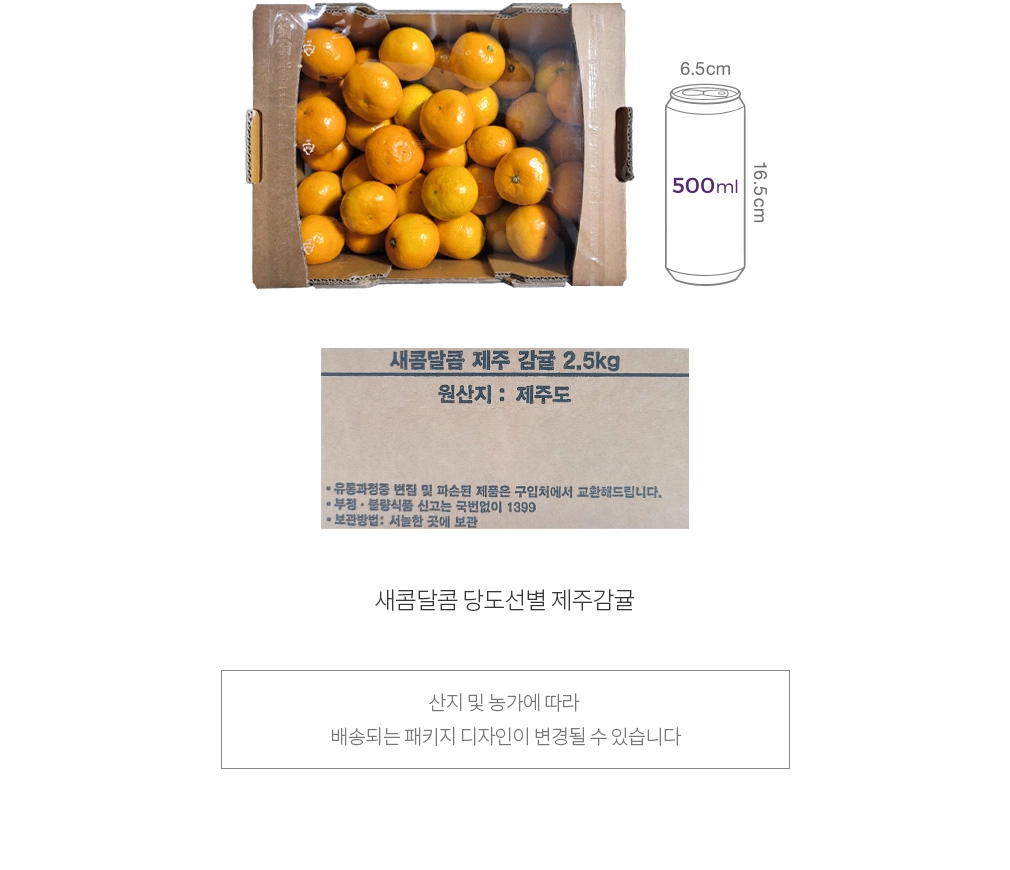 6.5cm
500ml
16.5cm
새콤달콤 제주 감귤 2.5kg
원산지 : 제주도
• 유통과정중 변질 및 파손된 제품은 구입처에서 교환해드립니다.
• 부정 · 불량식품 신고는 국번없이 1399
• 보관방법: 서늘한 곳에 보관
새콤달콤 당도선별 제주감귤
산지 및 농가에 따라
배송되는 패키지 디자인이 변경될 수 있습니다